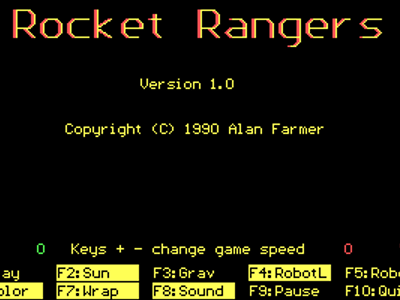 Rocket Rangers
Version 1.0
Copyright (C) 1990 Alan Farmer
0 Keys + - change game speed 0
ay F2:Sun F3:Grav F4:RobotL F5:Robo
olor F7:Wrap F8:Sound F9:Pause F10:Qui